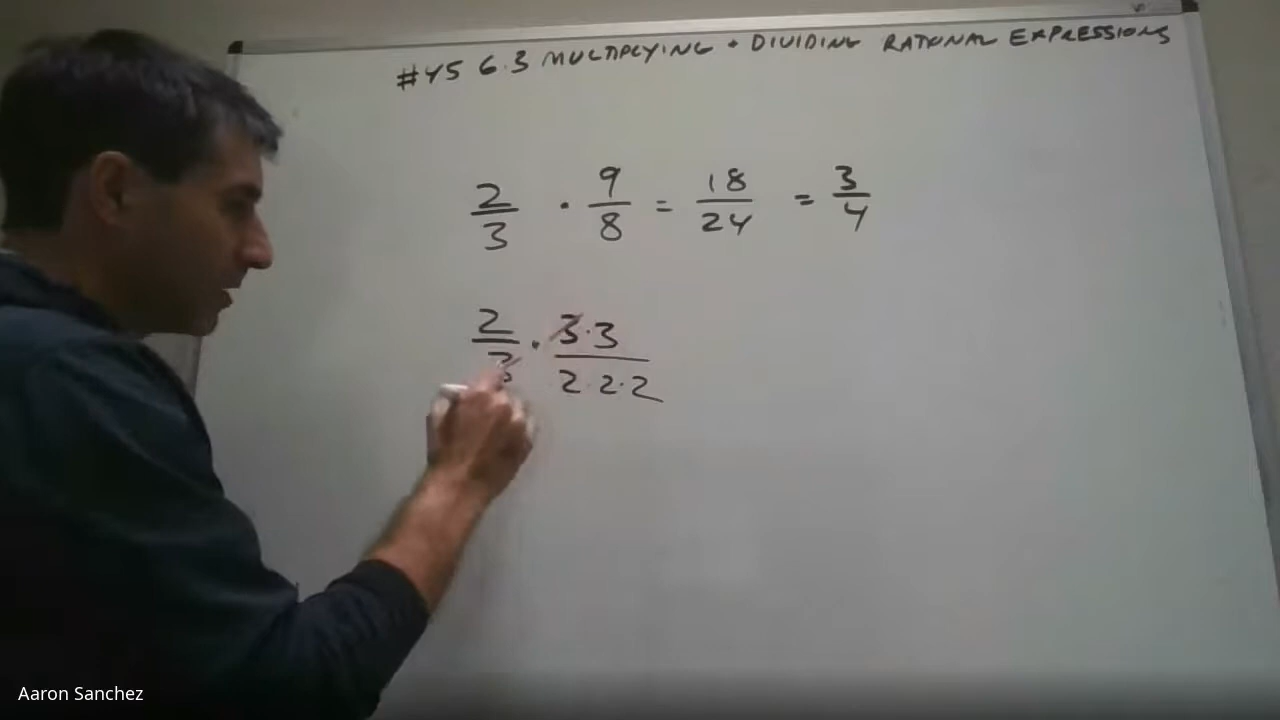 #45 6.3 MULTIPLYING + DIVIDING RATIONAL EXPRESSIONS
2/3 · 9/8 = 18/24 = 3/4
2/3 · 3·3/2·2·2
Aaron Sanchez